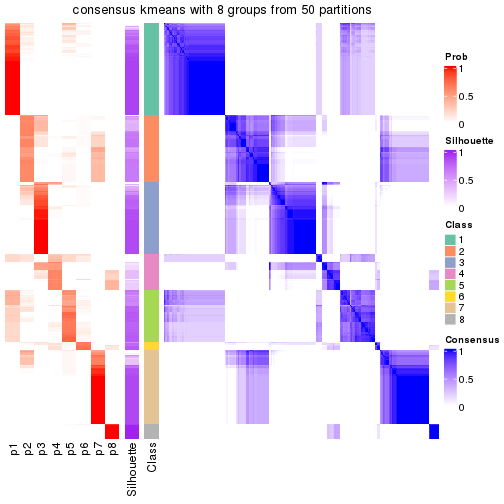 consensus kmeans with 8 groups from 50 partitions
Prob
1
0.5
0
Silhouette
1
0.5
0
Class
1
2
3
4
5
6
7
8
Consensus
1
0.5
0
p1
p2
p3
p4
p5
p6
p7
p8
Silhouette
Class